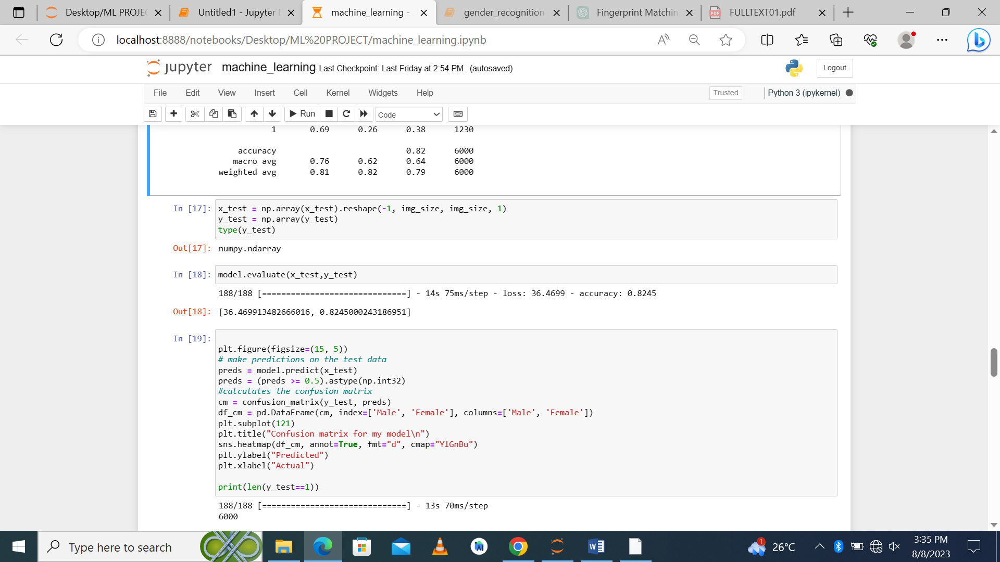 Desktop/ML PROJEC
Untitled1 - Jupyter
machine_learning -
gender_recognition
Fingerprint Matchin
PDF
FULLTEXT01.pdf
localhost:8888/notebooks/Desktop/ML%20PROJECT/machine_learning.ipynb
jupyter machine_learning Last Checkpoint: Last Friday at 2:54 PM (autosaved)
Logout
File Edit View Insert Cell Kernel Widgets Help
Trusted
Python 3 (ipykernel)
Run
Code
1 0.69 0.26 0.38 1230
accuracy 0.82 6000
macro avg 0.76 0.62 0.64 6000
weighted avg 0.81 0.82 0.79 6000
In [17]: x_test = np.array(x_test).reshape(-1, img_size, img_size, 1)
y_test = np.array(y_test)
type(y_test)
Out[17]: numpy.ndarray
In [18]: model.evaluate(x_test,y_test)
188/188 [==============================] - 14s 75ms/step - loss: 36.4699 - accuracy: 0.8245
Out[18]: [36.469913482666016, 0.8245000243186951]
In [19]:
plt.figure(figsize=(15, 5))
# make predictions on the test data
preds = model.predict(x_test)
preds = (preds >= 0.5).astype(np.int32)
#calculates the confusion matrix
cm = confusion_matrix(y_test, preds)
df_cm = pd.DataFrame(cm, index=['Male', 'Female'], columns=['Male', 'Female'])
plt.subplot(121)
plt.title("Confusion matrix for my model\n")
sns.heatmap(df_cm, annot=True, fmt="d", cmap="YlGnBu")
plt.ylabel("Predicted")
plt.xlabel("Actual")
print(len(y_test==1))
188/188 [==============================] - 13s 70ms/step
6000
Type here to search
1
26°C
3:35 PM
8/8/2023